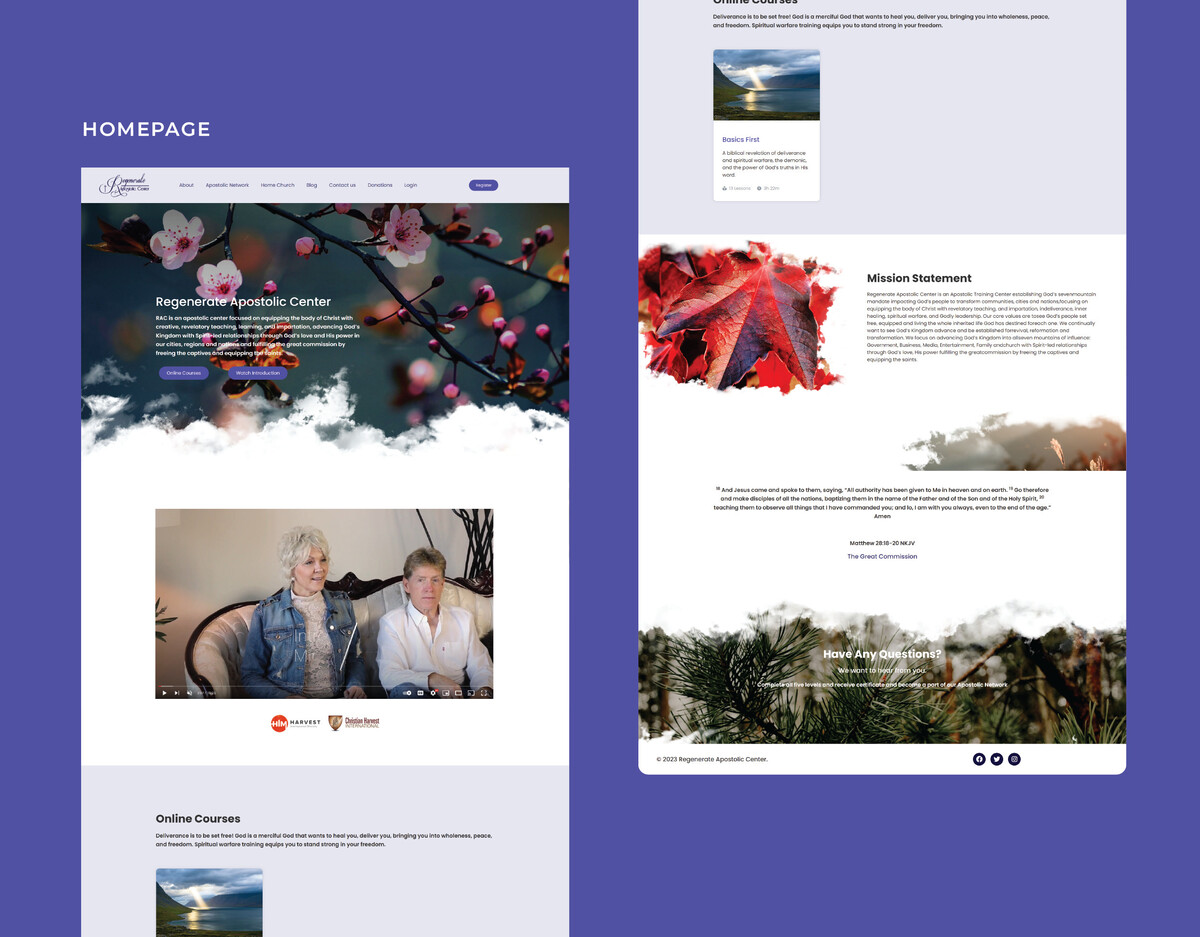 HOMEPAGE
Regenerate
Apostolic Center
About Apostolic Network Home Church Blog Contact us Donations Login Register
Regenerate Apostolic Center
RAC is an apostolic center focused on equipping the body of Christ with
creative, revelatory teaching, learning, and impartation, advancing God's
Kingdom with Spirit-led relationships through God's love and His power in
our cities, regions and nations and fulfilling the great commission by
freeing the captives and equipping the saints.
Online Courses Watch Introduction
HIM HARVEST
Christian Harvest
INTERNATIONAL
Online Courses
Deliverance is to be set free! God is a merciful God that wants to heal you, deliver you, bringing you into wholeness, peace,
and freedom. Spiritual warfare training equips you to stand strong in your freedom.
Online Courses
Deliverance is to be set free! God is a merciful God that wants to heal you, deliver you, bringing you into wholeness, peace,
and freedom. Spiritual warfare training equips you to stand strong in your freedom.
Basics First
A biblical revelation of deliverance
and spiritual warfare, the demonic,
and the power of God's truths in His
word.
13 Lessons
Mission Statement
Regenerate Apostolic Center is an Apostolic Training Center establishing God's sevenmountain
mandate impacting God's people to transform communities, cities and nations,focusing on
equipping the body of Christ with revelatory teaching, and impartation, indeliverance, inner
healing, spiritual warfare, and Godly leadership. Our core values are tosee God's people set
free, equipped and living the whole inherited life God has destined foreach one. We continually
want to see God's Kingdom advance and be established forrevival, reformation and
transformation. We focus on advancing God's Kingdom into allseven mountains of influence:
Government, Business, Media, Entertainment, Family andchurch with Spirit-led relationships
through God's love, His power fulfilling the greatcommission by freeing the captives and
equipping the saints.
18 And Jesus came and spoke to them, saying, "All authority has been given to Me in heaven and on earth. 19 Go therefore
and make disciples of all the nations, baptizing them in the name of the Father and of the Son and of the Holy Spirit, 20
teaching them to observe all things that I have commanded you; and lo, I am with you always, even to the end of the age."
Amen
Matthew 28:18-20 NKJV
The Great Commission
Have Any Questions?
We want to hear from you.
Complete all five levels and receive certificate and become a part of our Apostolic Network
© 2023 Regenerate Apostolic Center.